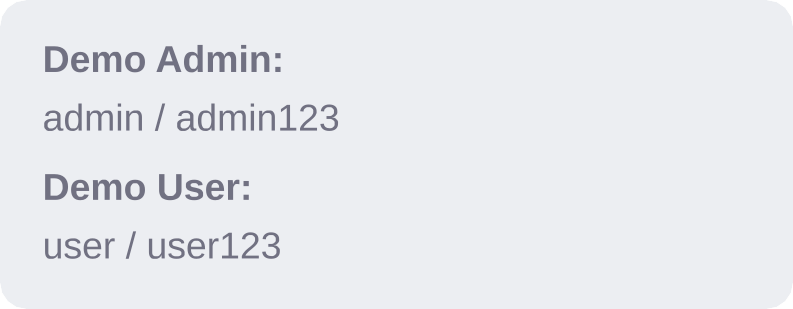 Demo Admin:
admin / admin123
Demo User:
user / user123